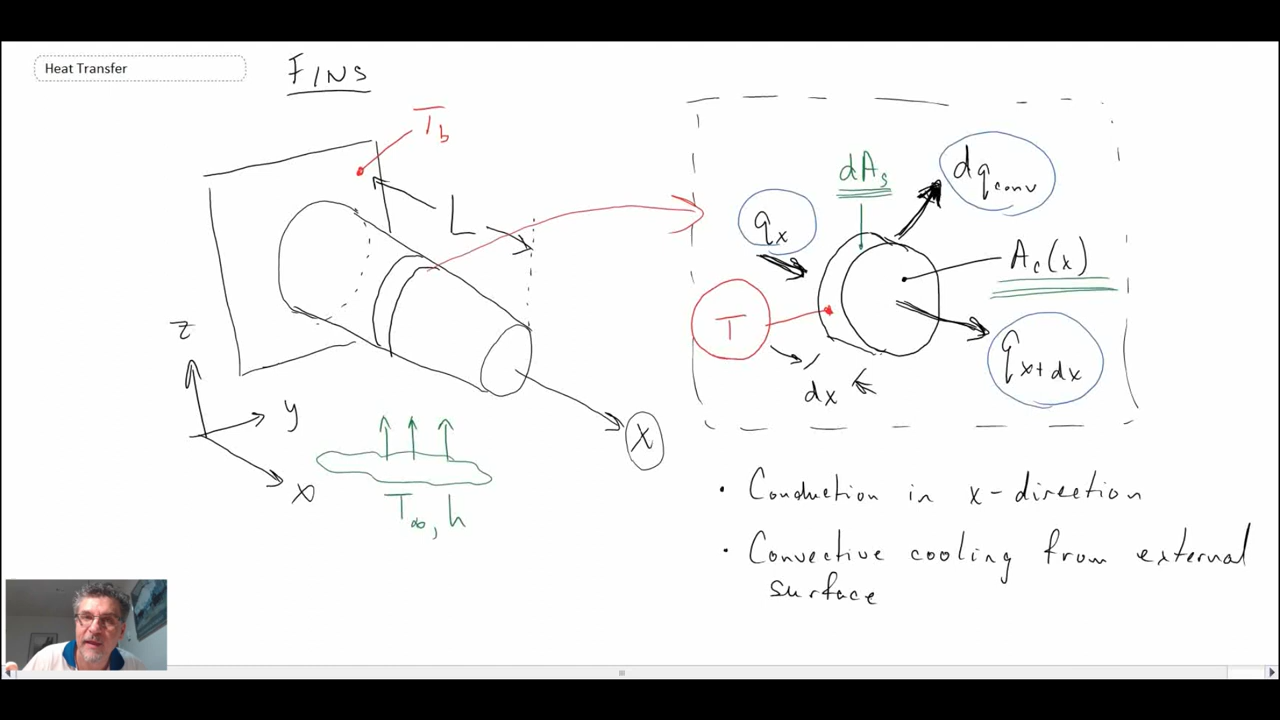 Heat Transfer
FINS
T_b
L
z
y
x
T_∞, h
x
dA_s
dq_conv
q_x
A_c(x)
T
q_x+dx
dx
• Conduction in x-direction
• Convective cooling from external
surface